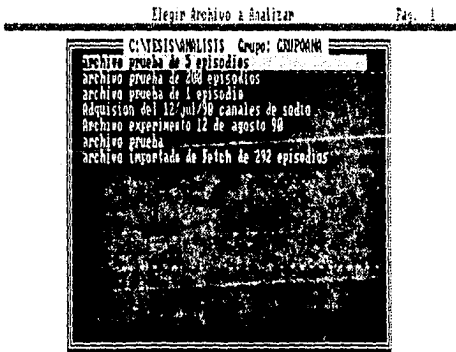 Elegir Archivo a Analizar Pág. 1
C:\TESIS\ANALISIS Grupo: GRUPOANA
archivo prueba de 5 episodios
archivo prueba de 200 episodios
archivo prueba de 1 episodio
Adquision del 12/jul/90 canales de sodio
Archivo experimento 12 de agosto 90
archivo prueba
archivo importado de Fetch de 292 episodios